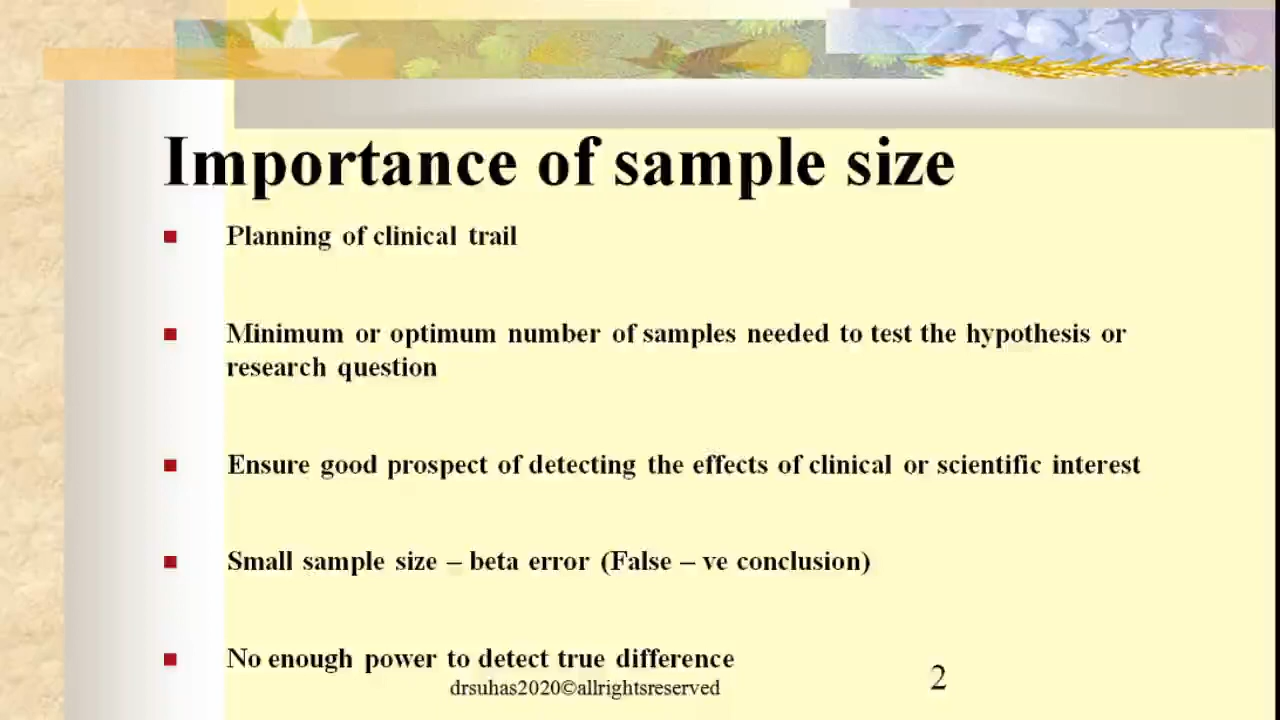 Importance of sample size
Planning of clinical trail
Minimum or optimum number of samples needed to test the hypothesis or
research question
Ensure good prospect of detecting the effects of clinical or scientific interest
Small sample size – beta error (False – ve conclusion)
No enough power to detect true difference
drsuhas2020©allrightsreserved
2